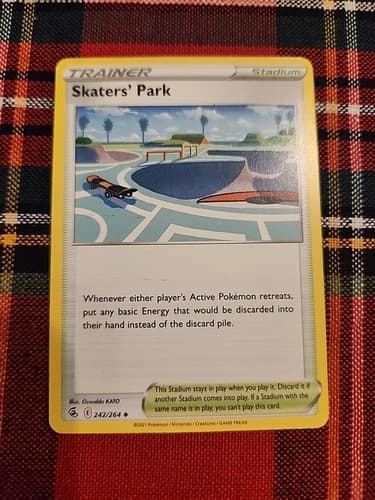 TRAINER
Stadium
Skaters' Park
Whenever either player's Active Pokémon retreats,
put any basic Energy that would be discarded into
their hand instead of the discard pile.
This Stadium stays in play when you play it. Discard it if
another Stadium comes into play. If a Stadium with the
same name is in play, you can't play this card.
Illus. Oswaldo KATO
E 242/264
©2021 Pokémon / Nintendo / Creatures / GAME FREAK